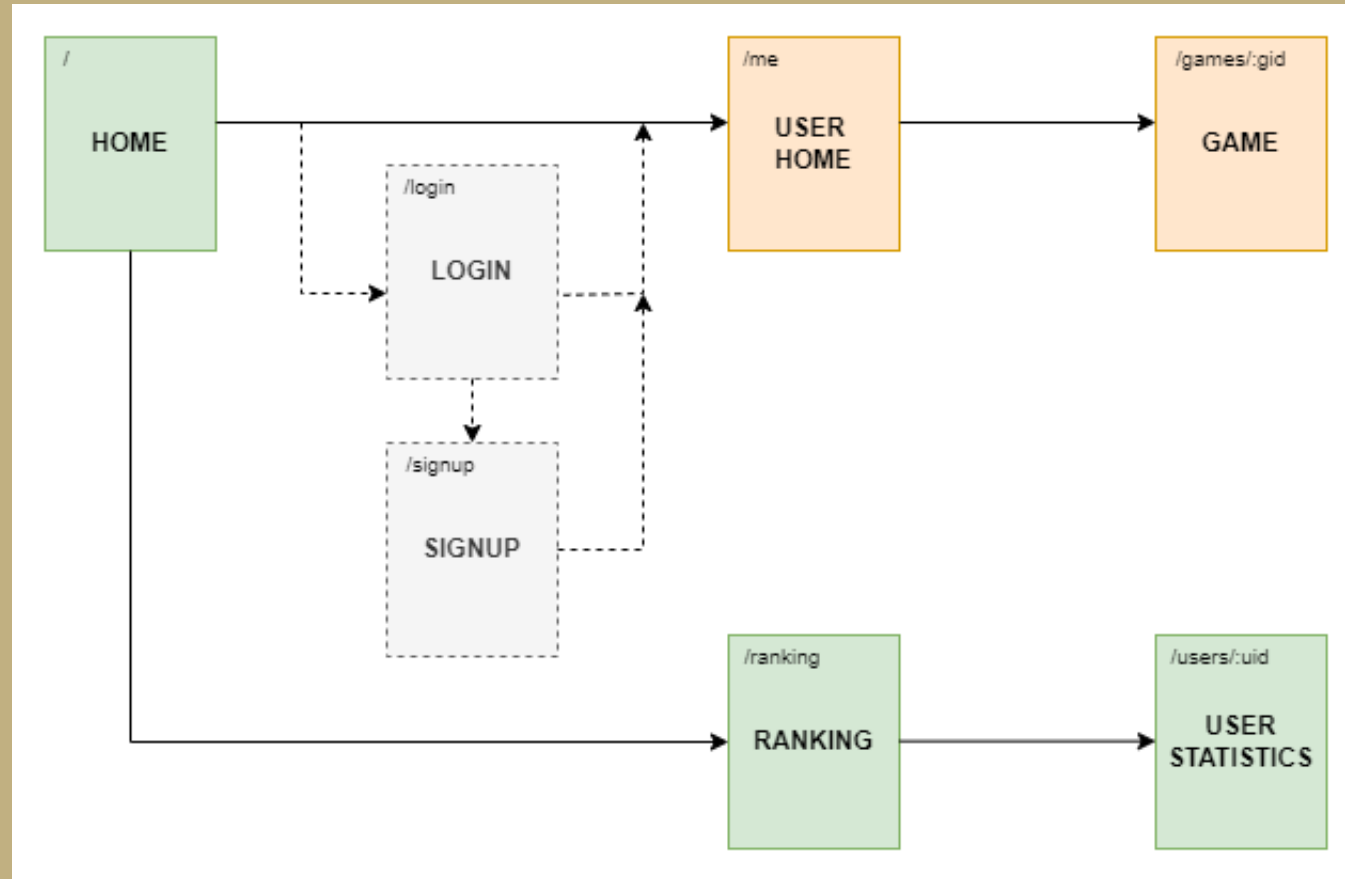 /
HOME
/me
USER
HOME
/games/:gid
GAME
/login
LOGIN
/signup
SIGNUP
/ranking
RANKING
/users/:uid
USER
STATISTICS